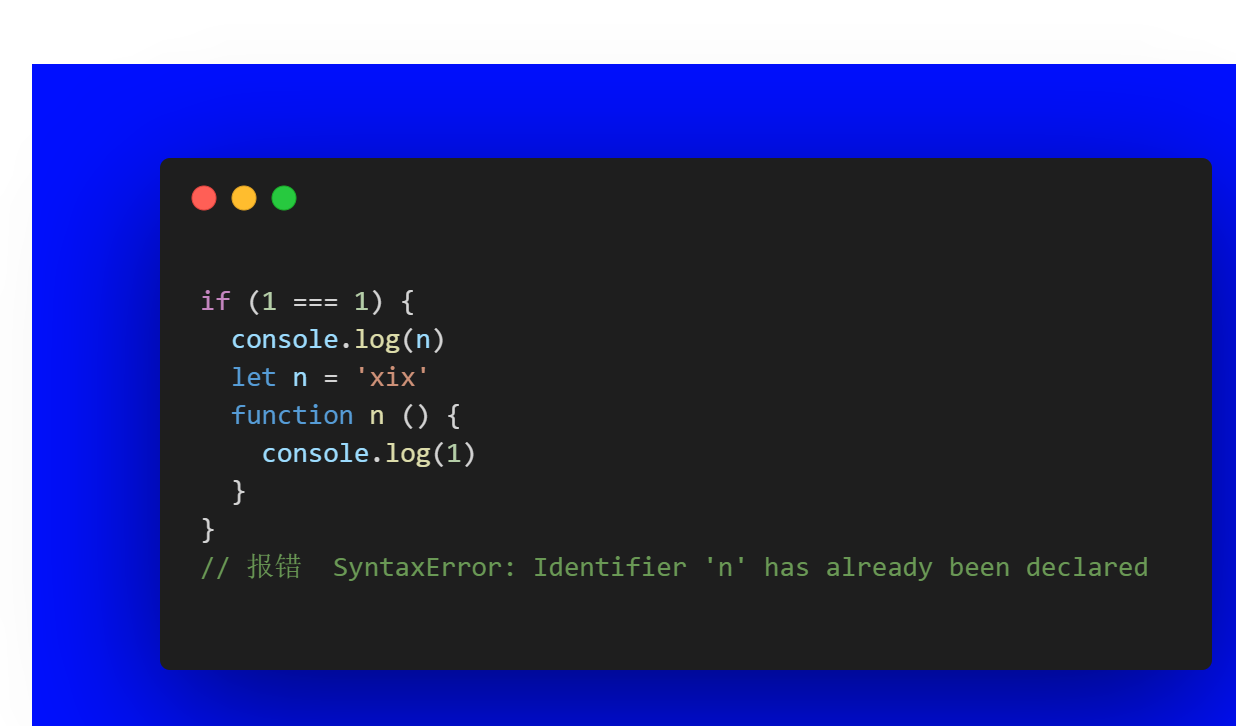 if (1 === 1) {
  console.log(n)
  let n = 'xix'
  function n () {
    console.log(1)
  }
}
// 报错  SyntaxError: Identifier 'n' has already been declared